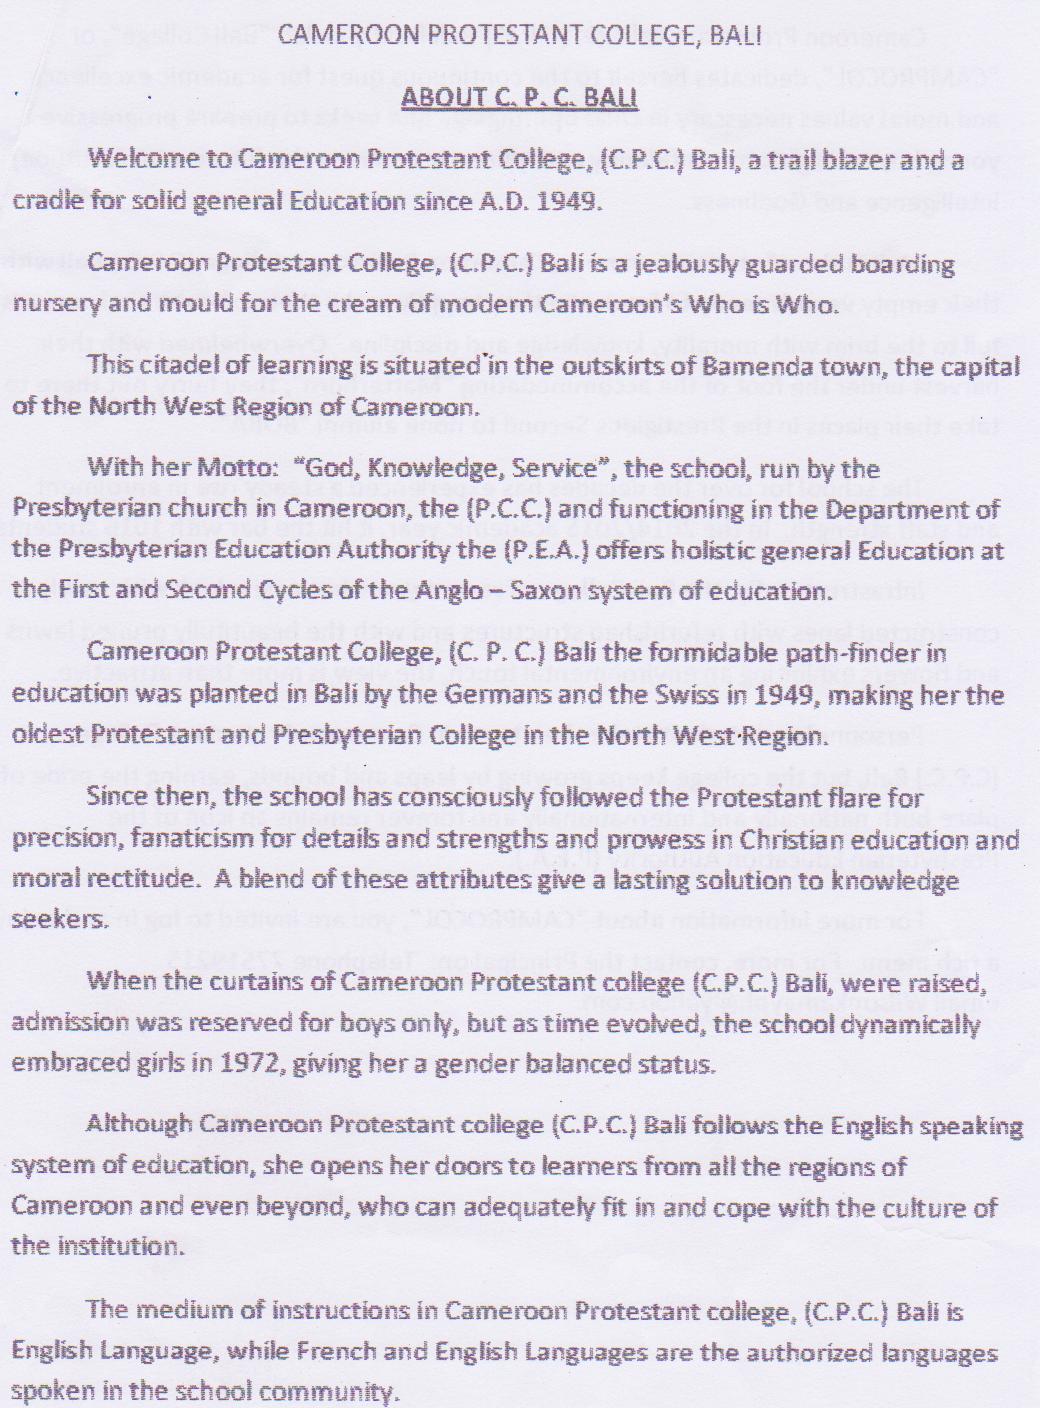 CAMEROON PROTESTANT COLLEGE, BALI
ABOUT C. P. C. BALI
Welcome to Cameroon Protestant College, (C.P.C.) Bali, a trail blazer and a
cradle for solid general Education since A.D. 1949.
Cameroon Protestant College, (C.P.C.) Bali is a jealously guarded boarding
nursery and mould for the cream of modern Cameroon's Who is Who.
This citadel of learning is situated in the outskirts of Bamenda town, the capital
of the North West Region of Cameroon.
With her Motto: "God, Knowledge, Service", the school, run by the
Presbyterian church in Cameroon, the (P.C.C.) and functioning in the Department of
the Presbyterian Education Authority the (P.E.A.) offers holistic general Education at
the First and Second Cycles of the Anglo – Saxon system of education.
Cameroon Protestant College, (C. P. C.) Bali the formidable path-finder in
education was planted in Bali by the Germans and the Swiss in 1949, making her the
oldest Protestant and Presbyterian College in the North West Region.
Since then, the school has consciously followed the Protestant flare for
precision, fanaticism for details and strengths and prowess in Christian education and
moral rectitude. A blend of these attributes give a lasting solution to knowledge
seekers.
When the curtains of Cameroon Protestant college (C.P.C.) Bali, were raised,
admission was reserved for boys only, but as time evolved, the school dynamically
embraced girls in 1972, giving her a gender balanced status.
Although Cameroon Protestant college (C.P.C.) Bali follows the English speaking
system of education, she opens her doors to learners from all the regions of
Cameroon and even beyond, who can adequately fit in and cope with the culture of
the institution.
The medium of instructions in Cameroon Protestant college, (C.P.C.) Bali is
English Language, while French and English Languages are the authorized languages
spoken in the school community.